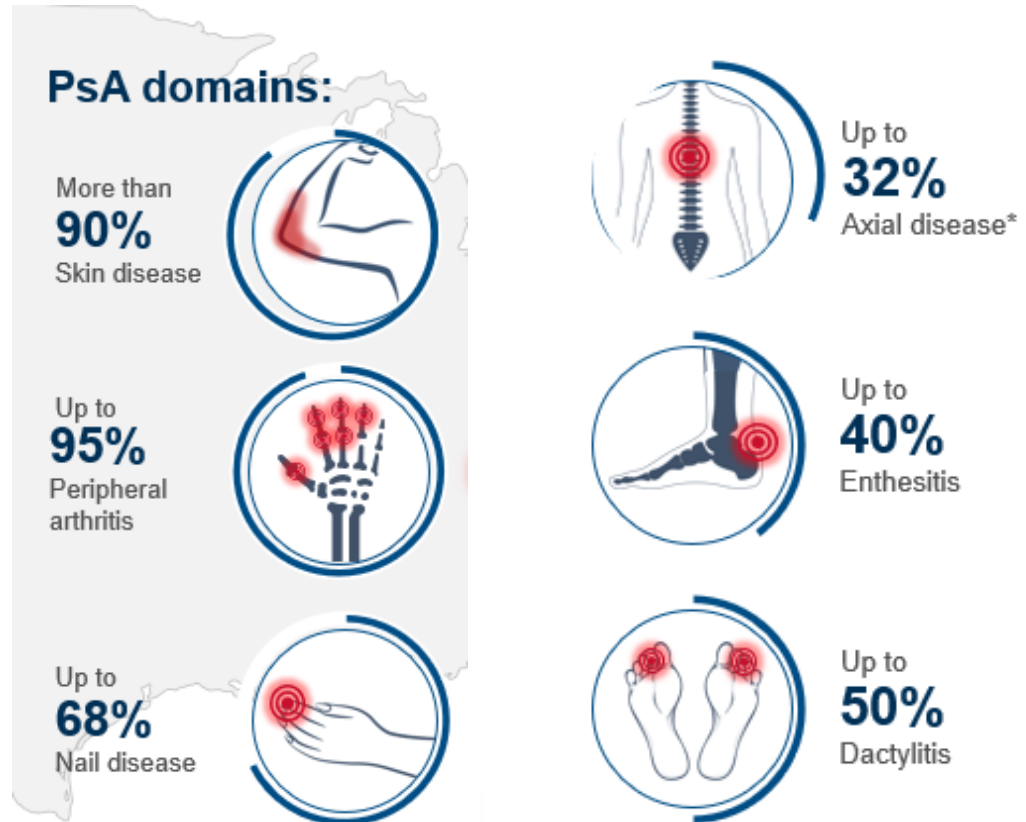 PsA domains:
More than
90%
Skin disease
Up to
95%
Peripheral
arthritis
Up to
68%
Nail disease
Up to
32%
Axial disease*
Up to
40%
Enthesitis
Up to
50%
Dactylitis